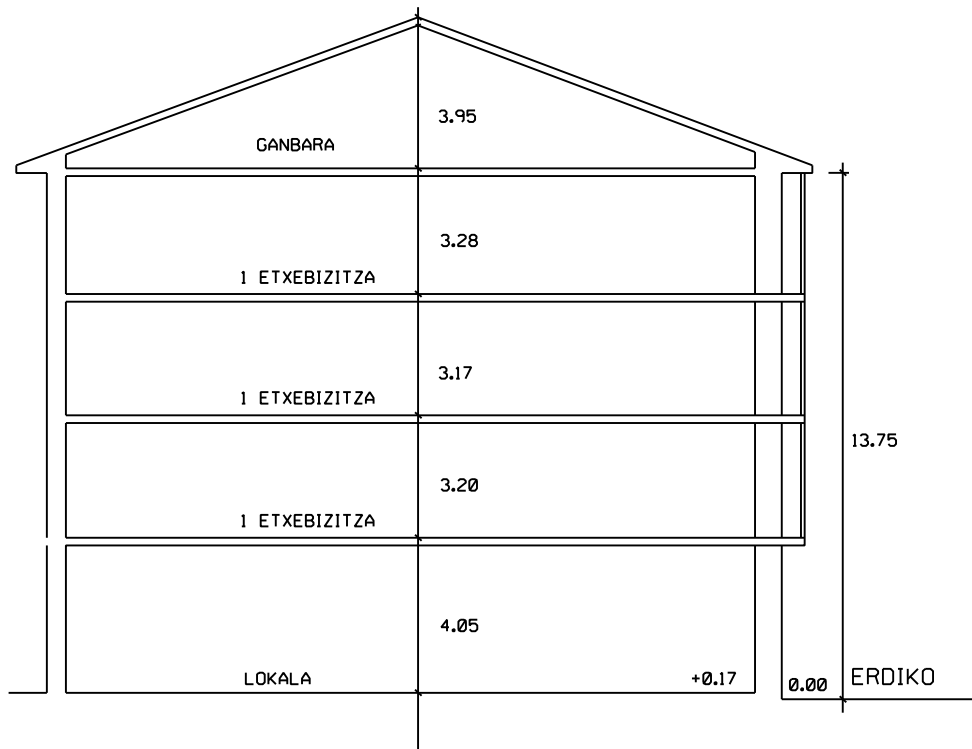 3.95
GANBARA
3.28
1 ETXEBIZITZA
3.17
1 ETXEBIZITZA
13.75
3.20
1 ETXEBIZITZA
4.05
LOKALA
+0.17
0.00
ERDIKO